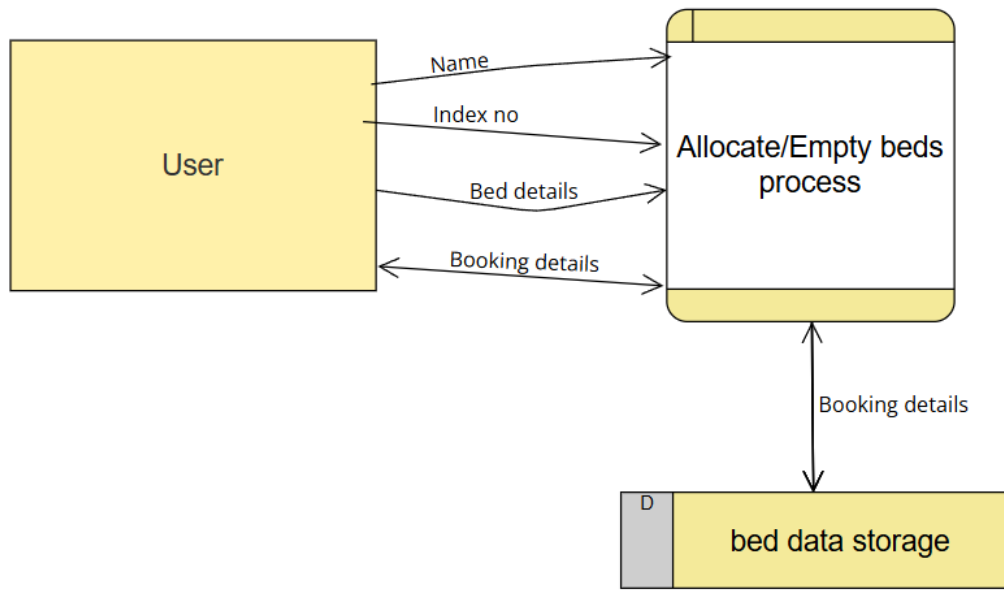 Name
Index no
User
Allocate/Empty beds
process
Bed details
Booking details
Booking details
D
bed data storage